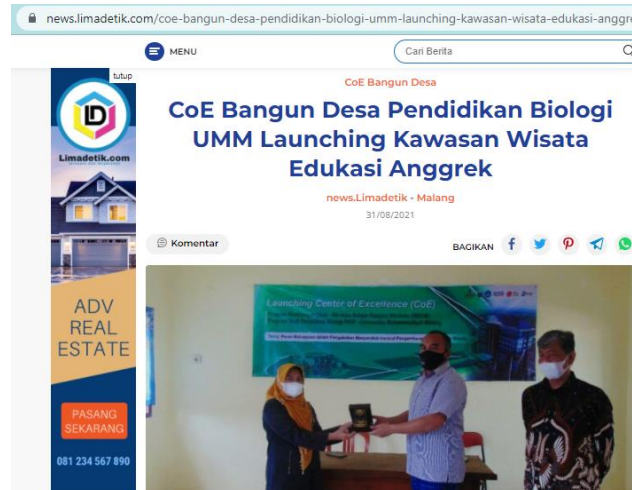 news.limadetik.com/coe-bangun-desa-pendidikan-biologi-umm-launching-kawasan-wisata-edukasi-anggre
MENU
Cari Berita
tutup
LD
Limadetik.com
ADV
REAL
ESTATE
PASANG
SEKARANG
081 234 567 890
CoE Bangun Desa
CoE Bangun Desa Pendidikan Biologi
UMM Launching Kawasan Wisata
Edukasi Anggrek
news.Limadetik - Malang
31/08/2021
Komentar
BAGIKAN
Launching Center of Excellence (CoE)